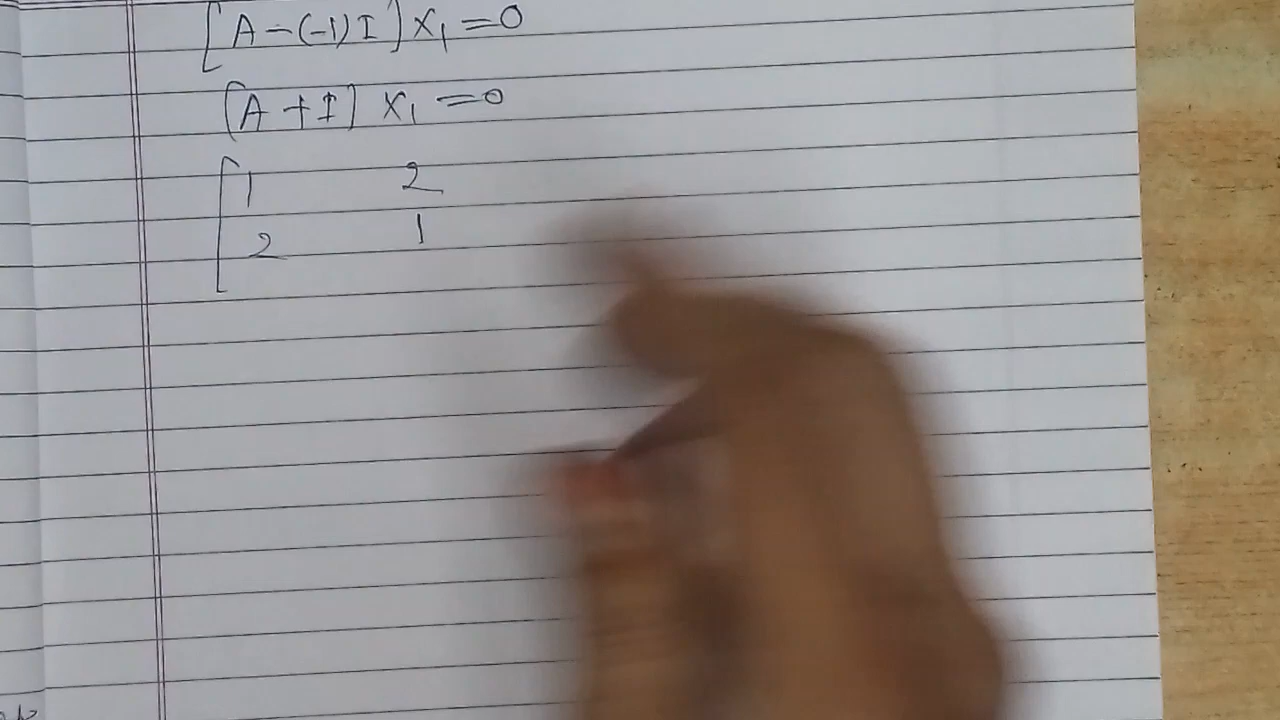 [A-(-1)I]X₁=0
[A+I] X₁=0
[1 2
2 1